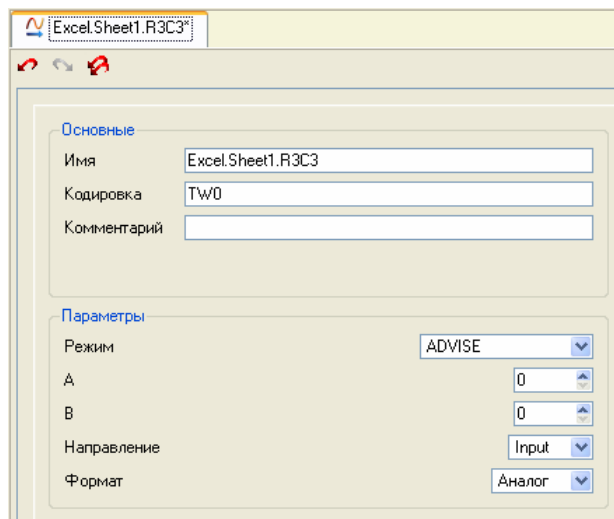 Excel.Sheet1.R3C3*
Основные
Имя Excel.Sheet1.R3C3
Кодировка TW0
Комментарий
Параметры
Режим ADVISE
A 0
B 0
Направление Input
Формат Аналог